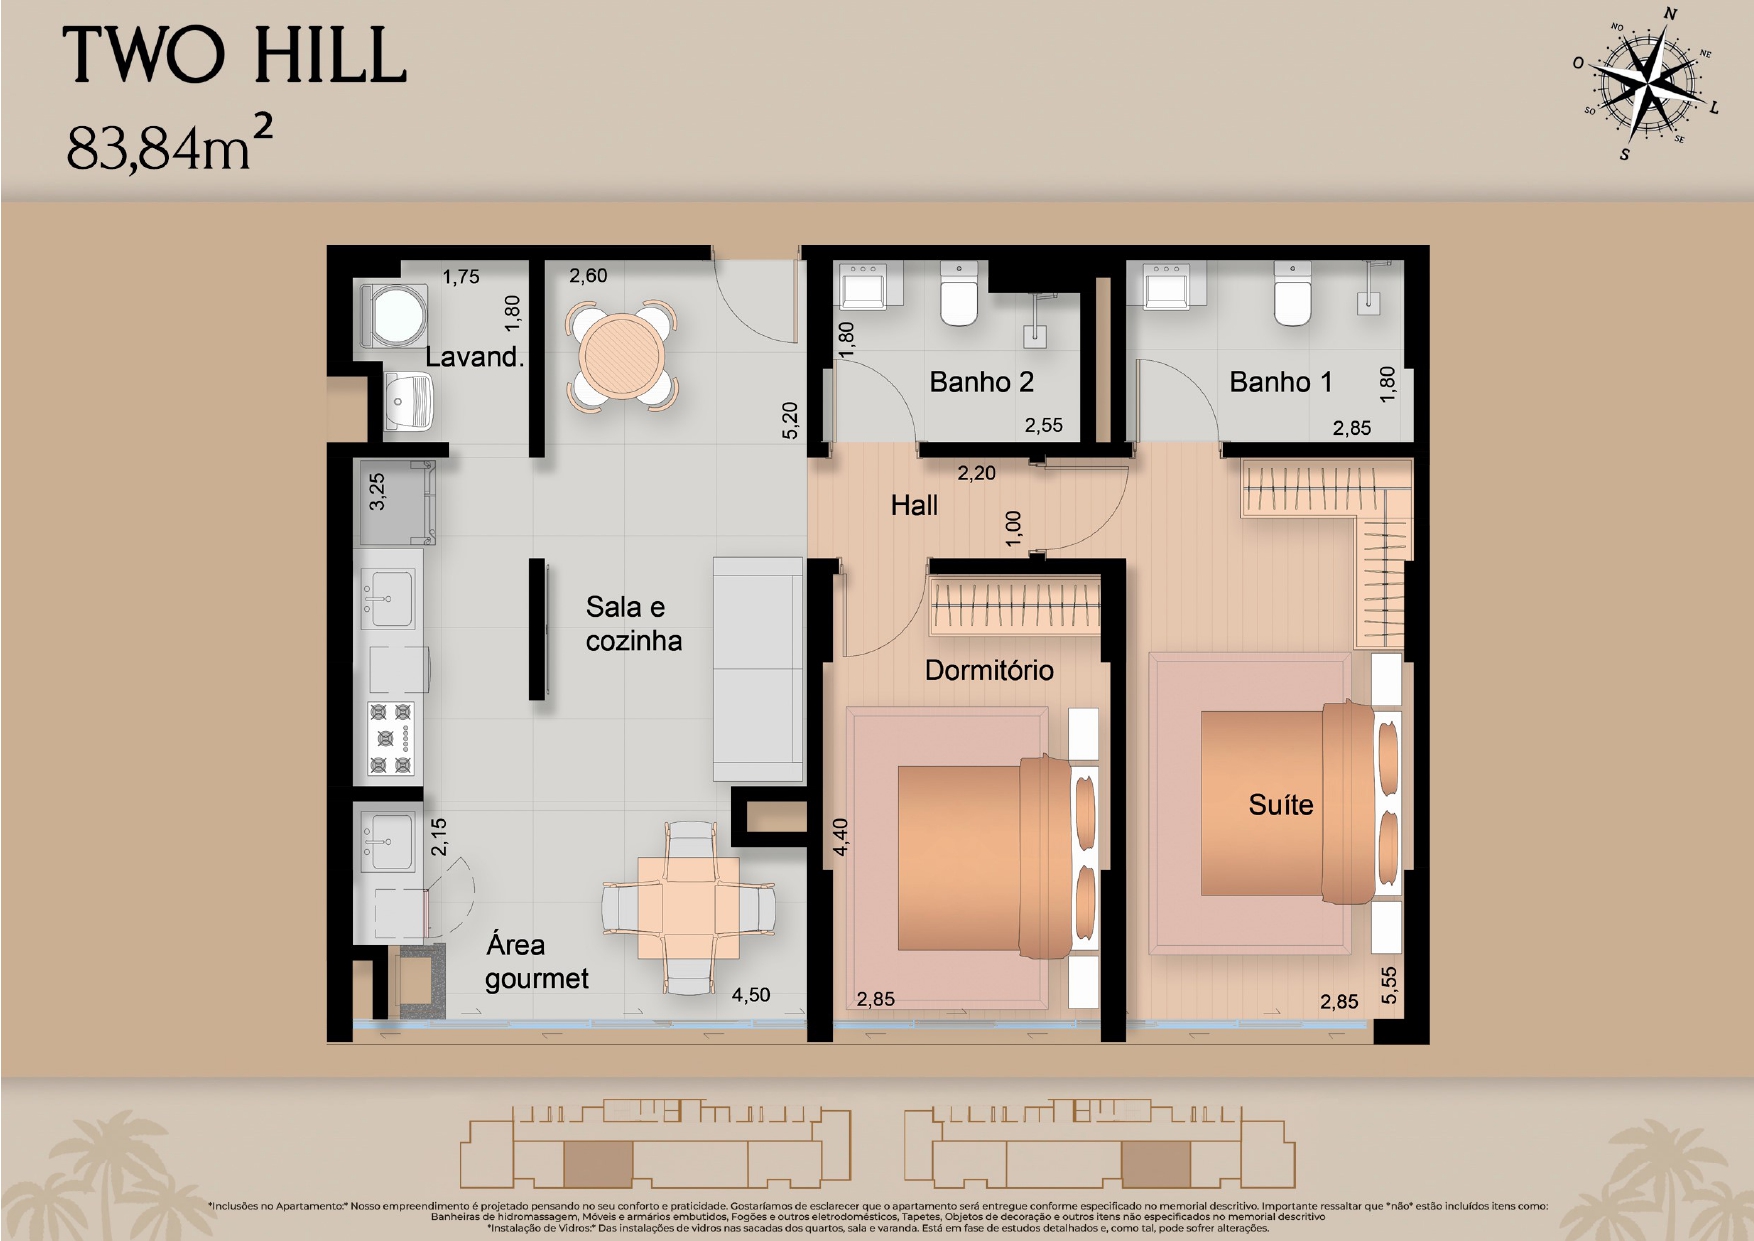 TWO HILL
83,84m²
N
NO
NE
O
L
SO
SE
S
1,75
2,60
1,80
Lavand.
1,80
Banho 2
Banho 1
1,80
5,20
2,55
2,85
3,25
2,20
Hall
1,00
Sala e
cozinha
Dormitório
Suíte
2,15
4,40
Área
gourmet
4,50
2,85
2,85
5,55
*Inclusões no Apartamento:* Nosso empreendimento é projetado pensando no seu conforto e praticidade. Gostaríamos de esclarecer que o apartamento será entregue conforme especificado no memorial descritivo. Importante ressaltar que *não* estão incluídos itens como:
Banheiras de hidromassagem, Móveis e armários embutidos, Fogões e outros eletrodomésticos, Tapetes, Objetos de decoração e outros itens não especificados no memorial descritivo
*Instalação de Vidros:* Das instalações de vidros nas sacadas dos quartos, sala e varanda. Está em fase de estudos detalhados e, como tal, pode sofrer alterações.